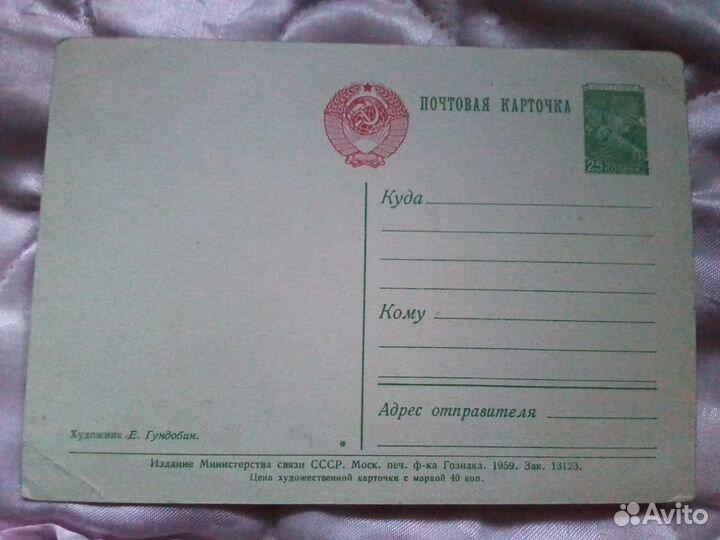 ПОЧТОВАЯ КАРТОЧКА
25 КОПЕЕК
Куда
Кому
Адрес отправителя
Художник Е. Гундобин.
*
Издание Министерства связи СССР. Моск. печ. ф-ка Гознака. 1959. Зак. 13123.
Цена художественной карточки с маркой 40 коп.
Avito